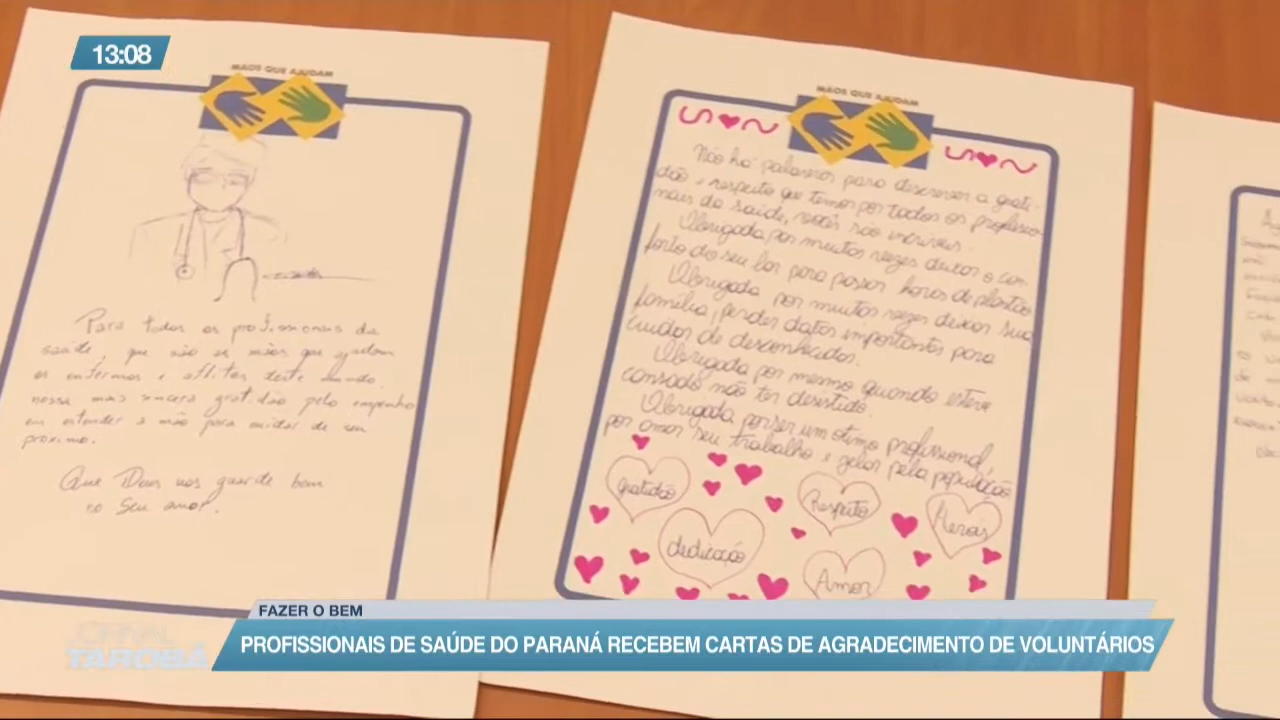 13:08
MÃOS QUE AJUDAM
Para todos os profissionais da
saúde, que são as mãos que ajudam
os enfermos e aflitos deste mundo.
nossa mais sincera gratidão pelo empenho
em estender a mão para cuidar de seu
próximo.
Que Deus nos guarde bem
no Seu amor.
MÃOS QUE AJUDAM
Não há palavras para descrever a grati-
dão e respeito que temos por todos os profissio-
nais da saúde, vocês são incríveis.
Obrigada por muitas vezes deixar o con-
forto do seu lar para passar horas de plantão
Obrigada por muitas vezes deixar sua
família, perder datas importantes para
cuidar de desconhecidos.
Obrigada por mesmo quando esteve
cansado não ter desistido.
Obrigada por ser um otimo profissional,
por amar seu trabalho e zelar pela população
Gratidão
Respeito
Heróis
dedicação
Amor
FAZER O BEM
PROFISSIONAIS DE SAÚDE DO PARANÁ RECEBEM CARTAS DE AGRADECIMENTO DE VOLUNTÁRIOS
JORNAL
TAROBÁ